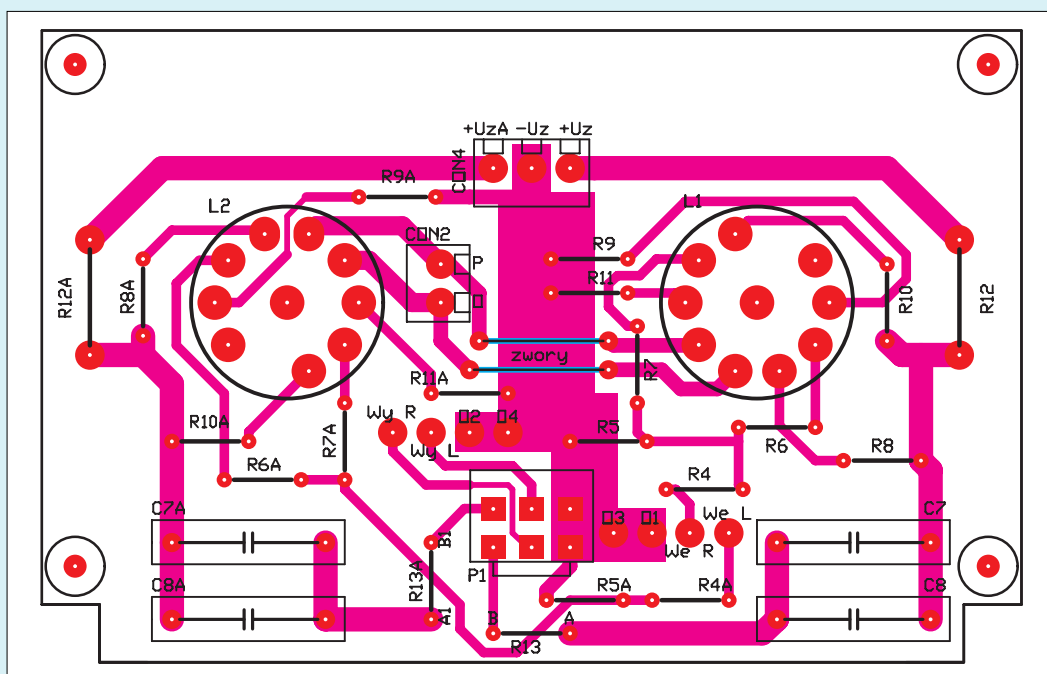 +UzA -Uz +Uz
CON4
R9A
L2
L1
CON2
P
O
R9
R11
R12A
R8A
R10
R12
zwory
R7
R11A
Wy R
O2
O4
Wy L
R10A
R7A
R5
R6
R8
R6A
R4
C7A
C7
O3
O1
We L
We R
B1
P1
R13A
C8A
R5A
R4A
C8
A1
B
A
R13